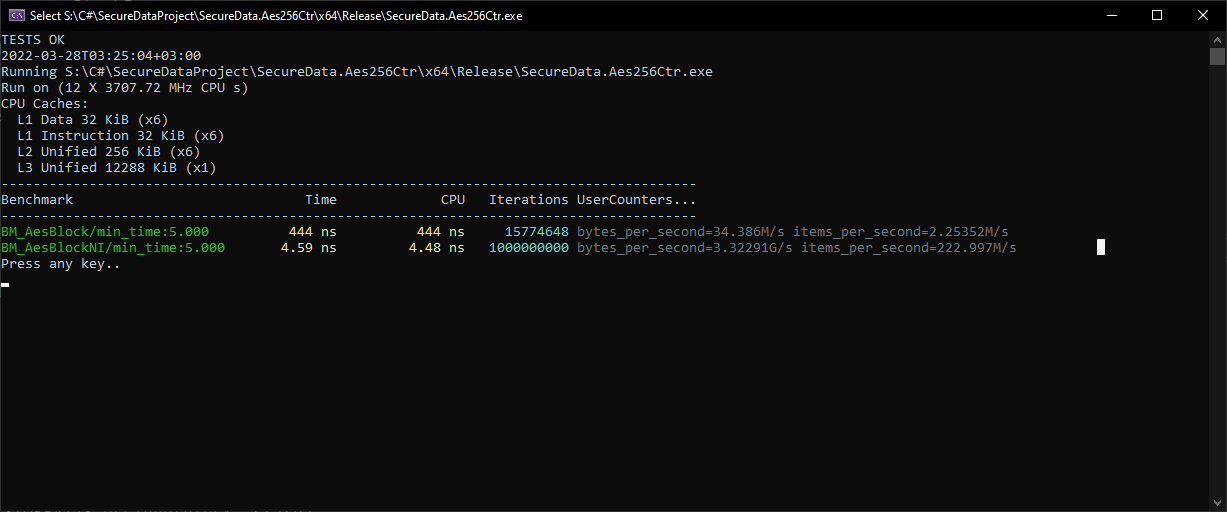 Select S:\C#\SecureDataProject\SecureData.Aes256Ctr\x64\Release\SecureData.Aes256Ctr.exe
TESTS OK
2022-03-28T03:25:04+03:00
Running S:\C#\SecureDataProject\SecureData.Aes256Ctr\x64\Release\SecureData.Aes256Ctr.exe
Run on (12 X 3707.72 MHz CPU s)
CPU Caches:
  L1 Data 32 KiB (x6)
  L1 Instruction 32 KiB (x6)
  L2 Unified 256 KiB (x6)
  L3 Unified 12288 KiB (x1)
---------------------------------------------------------------------------------------
Benchmark                             Time             CPU   Iterations UserCounters...
---------------------------------------------------------------------------------------
BM_AesBlock/min_time:5.000          444 ns          444 ns     15774648 bytes_per_second=34.386M/s items_per_second=2.25352M/s
BM_AesBlockNI/min_time:5.000       4.59 ns         4.48 ns   1000000000 bytes_per_second=3.32291G/s items_per_second=222.997M/s
Press any key..